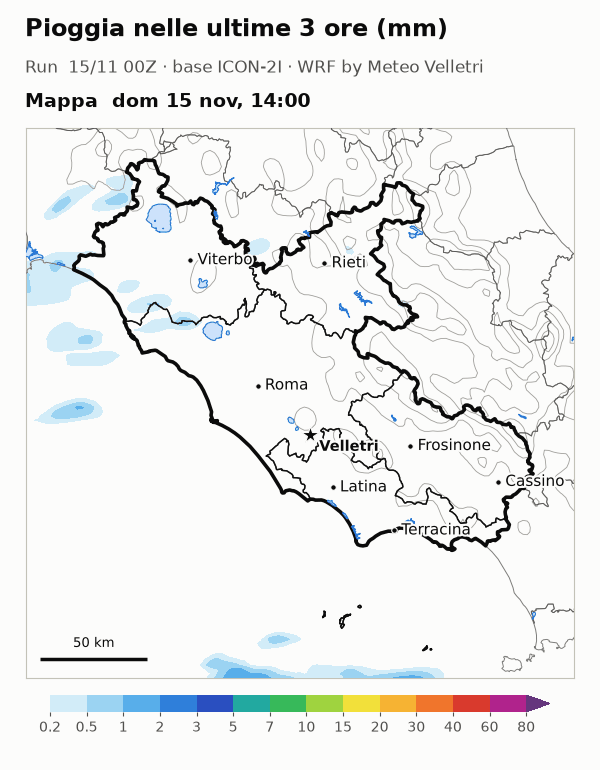 Pioggia nelle ultime 3 ore (mm)
Run  15/11 00Z · base ICON-2I · WRF by Meteo Velletri
Mappa  dom 15 nov, 14:00
Viterbo
Rieti
Roma
Velletri
Frosinone
Latina
Cassino
Terracina
50 km
0.2 0.5 1 2 3 5 7 10 15 20 30 40 60 80